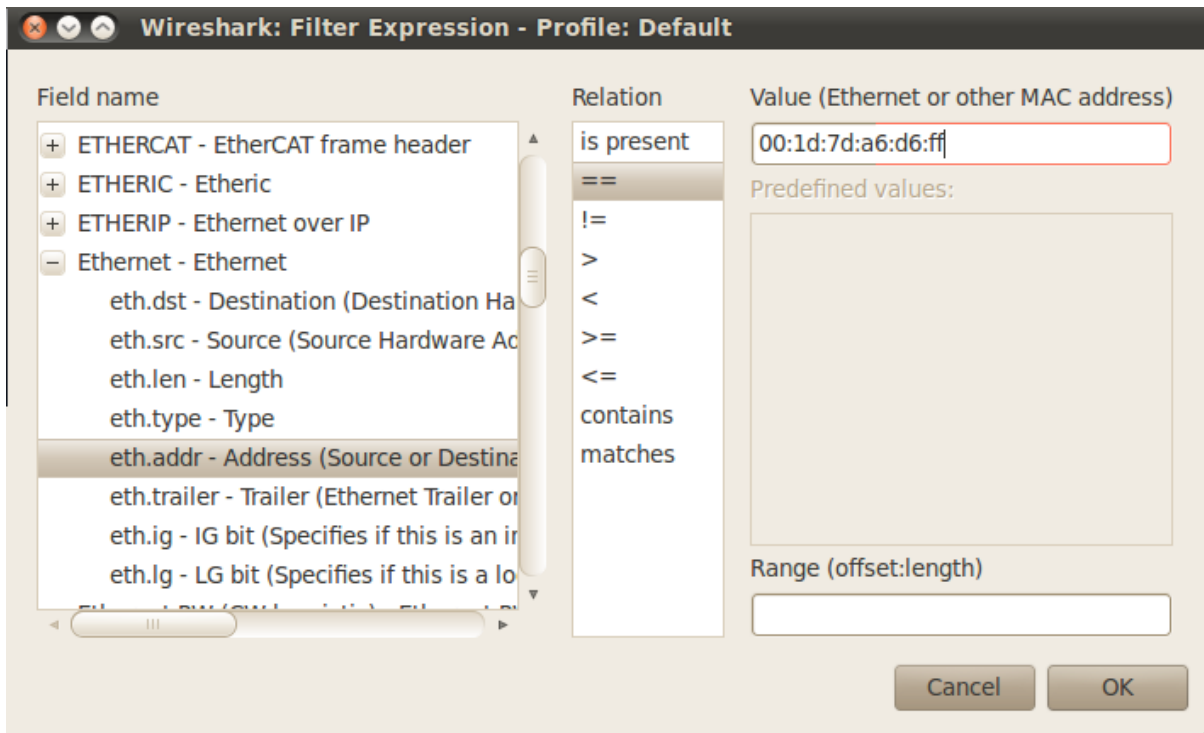 Wireshark: Filter Expression - Profile: Default
Field name
ETHERCAT - EtherCAT frame header
ETHERIC - Etheric
ETHERIP - Ethernet over IP
Ethernet - Ethernet
eth.dst - Destination (Destination Ha
eth.src - Source (Source Hardware Ad
eth.len - Length
eth.type - Type
eth.addr - Address (Source or Destina
eth.trailer - Trailer (Ethernet Trailer or
eth.ig - IG bit (Specifies if this is an in
eth.lg - LG bit (Specifies if this is a lo
Relation
is present
==
!=
>
<
>=
<=
contains
matches
Value (Ethernet or other MAC address)
00:1d:7d:a6:d6:ff
Predefined values:
Range (offset:length)
Cancel
OK